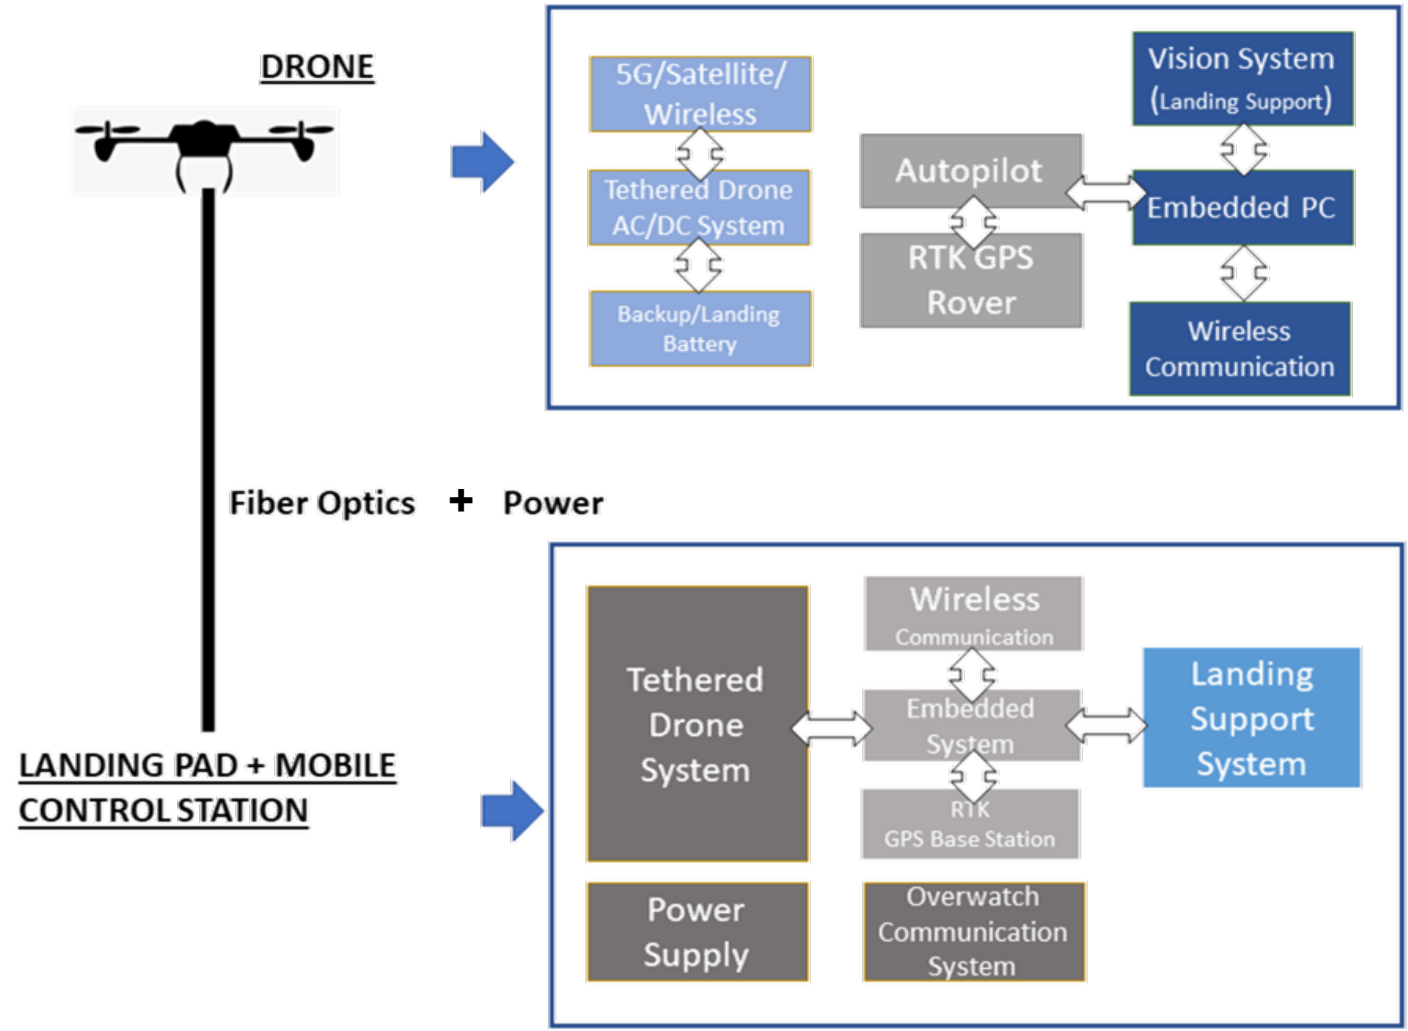 DRONE
5G/Satellite/
Wireless
Tethered Drone
AC/DC System
Backup/Landing
Battery
Autopilot
RTK GPS
Rover
Vision System
(Landing Support)
Embedded PC
Wireless
Communication
Fiber Optics + Power
LANDING PAD + MOBILE
CONTROL STATION
Tethered
Drone
System
Power
Supply
Wireless
Communication
Embedded
System
RTK
GPS Base Station
Overwatch
Communication
System
Landing
Support
System